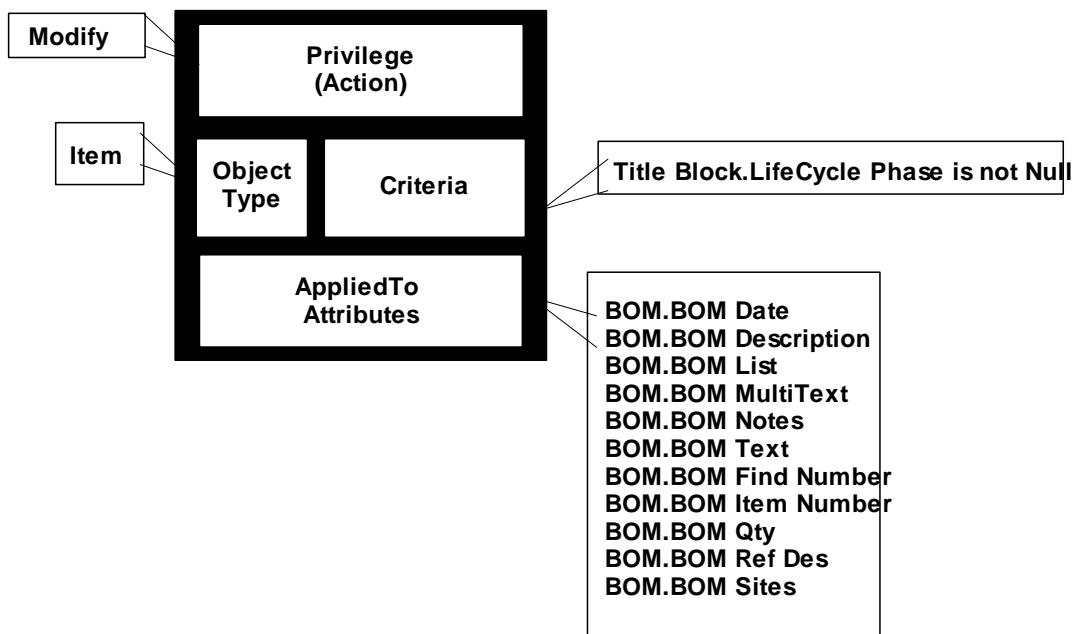 Modify
Privilege
(Action)
Item
Object
Type
Criteria
Title Block.LifeCycle Phase is not Null
AppliedTo
Attributes
BOM.BOM Date
BOM.BOM Description
BOM.BOM List
BOM.BOM MultiText
BOM.BOM Notes
BOM.BOM Text
BOM.BOM Find Number
BOM.BOM Item Number
BOM.BOM Qty
BOM.BOM Ref Des
BOM.BOM Sites